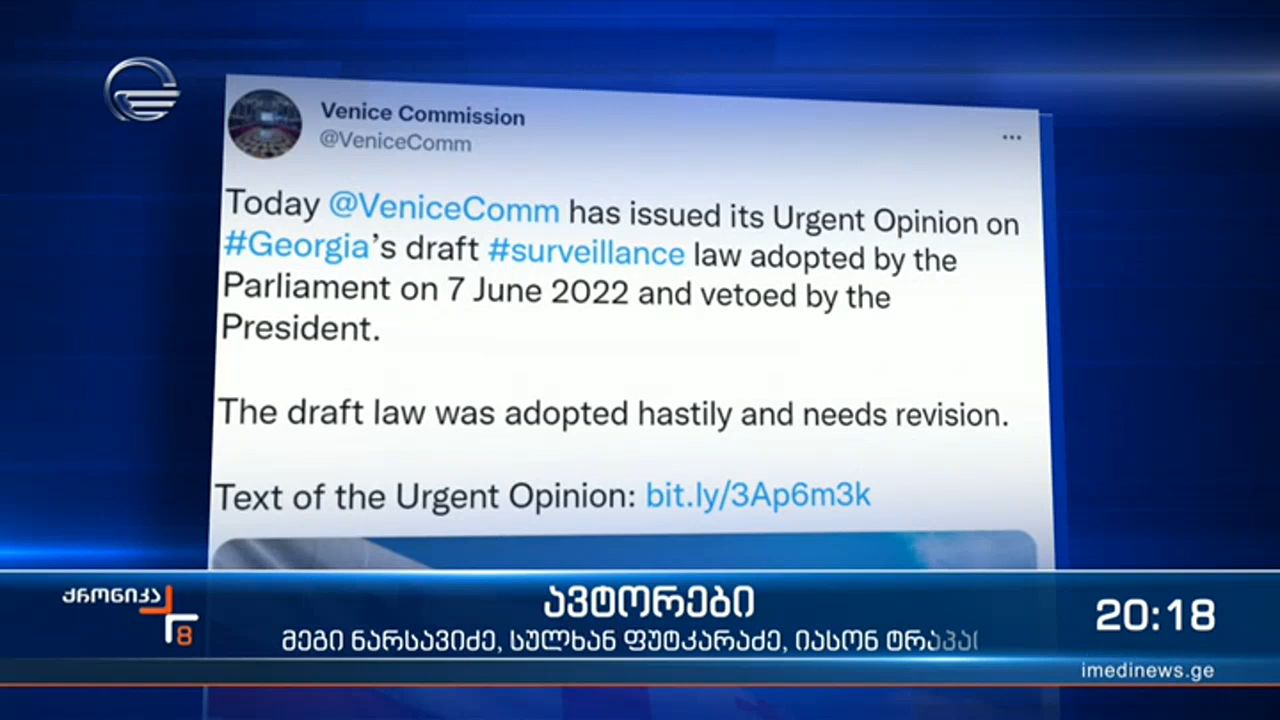 Venice Commission
@VeniceComm
Today @VeniceComm has issued its Urgent Opinion on
#Georgia's draft #surveillance law adopted by the
Parliament on 7 June 2022 and vetoed by the
President.
The draft law was adopted hastily and needs revision.
Text of the Urgent Opinion: bit.ly/3Ap6m3k
ქრონიკა
8
ავტორები
მეგი ნარსავიძე, სულხან ფუტკარაძე, იასონ
20:18
imedinews.ge